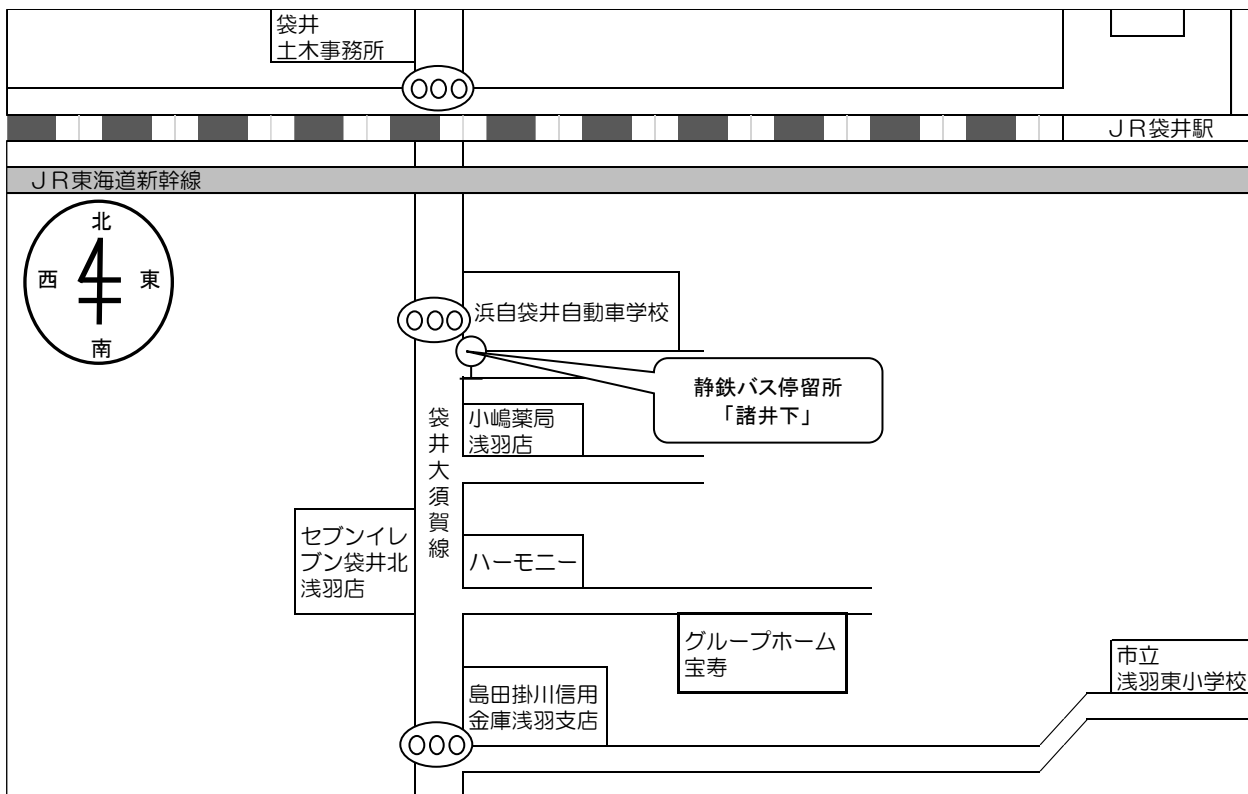 袋井
土木事務所
JR袋井駅
JR東海道新幹線
北
西
東
南
浜自袋井自動車学校
静鉄バス停留所
「諸井下」
袋井大須賀線
小嶋薬局
浅羽店
セブンイレ
ブン袋井北
浅羽店
ハーモニー
グループホーム
宝寿
市立
浅羽東小学校
島田掛川信用
金庫浅羽支店